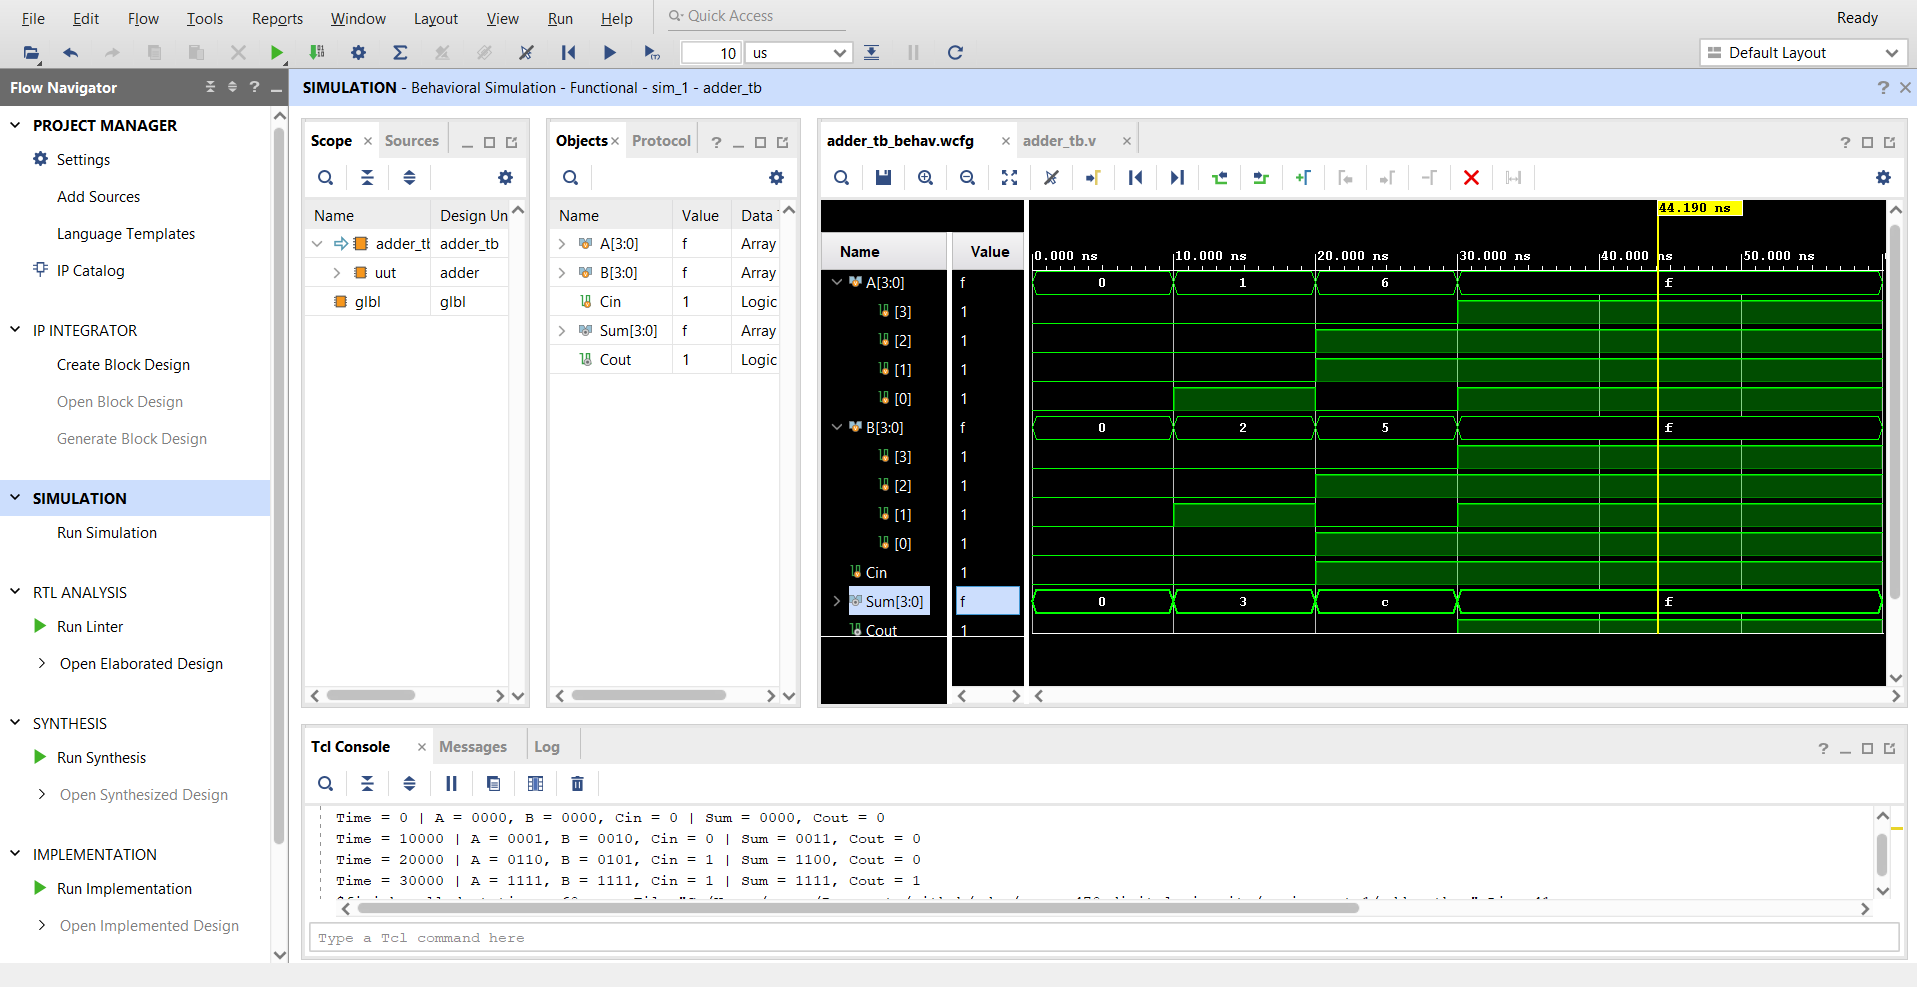 File Edit Flow Tools Reports Window Layout View Run Help Quick Access Ready
10 us Default Layout
Flow Navigator ? SIMULATION - Behavioral Simulation - Functional - sim_1 - adder_tb ?
PROJECT MANAGER
Settings
Add Sources
Language Templates
IP Catalog
IP INTEGRATOR
Create Block Design
Open Block Design
Generate Block Design
SIMULATION
Run Simulation
RTL ANALYSIS
Run Linter
Open Elaborated Design
SYNTHESIS
Run Synthesis
Open Synthesized Design
IMPLEMENTATION
Run Implementation
Open Implemented Design
Scope Sources
Name Design Un
adder_tb adder_tb
uut adder
glbl glbl
Objects Protocol ?
Name Value Data
A[3:0] f Array
B[3:0] f Array
Cin 1 Logic
Sum[3:0] f Array
Cout 1 Logic
adder_tb_behav.wcfg adder_tb.v ?
44.190 ns
Name Value
0.000 ns 10.000 ns 20.000 ns 30.000 ns 40.000 ns 50.000 ns
A[3:0] f 0 1 6 f
[3] 1
[2] 1
[1] 1
[0] 1
B[3:0] f 0 2 5 f
[3] 1
[2] 1
[1] 1
[0] 1
Cin 1
Sum[3:0] f 0 3 c f
Cout 1
Tcl Console Messages Log ?
Time = 0 | A = 0000, B = 0000, Cin = 0 | Sum = 0000, Cout = 0
Time = 10000 | A = 0001, B = 0010, Cin = 0 | Sum = 0011, Cout = 0
Time = 20000 | A = 0110, B = 0101, Cin = 1 | Sum = 1100, Cout = 0
Time = 30000 | A = 1111, B = 1111, Cin = 1 | Sum = 1111, Cout = 1
Type a Tcl command here